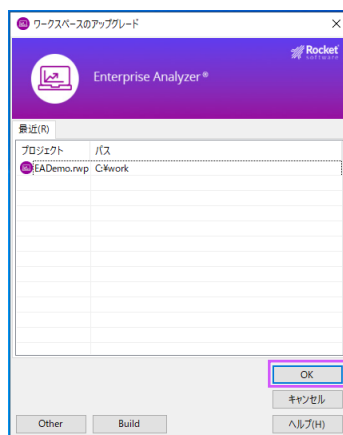 ワークスペースのアップグレード
Rocket
software
Enterprise Analyzer®
最近(R)
プロジェクト パス
EADemo.rwp C:¥work
OK
キャンセル
Other Build ヘルプ(H)